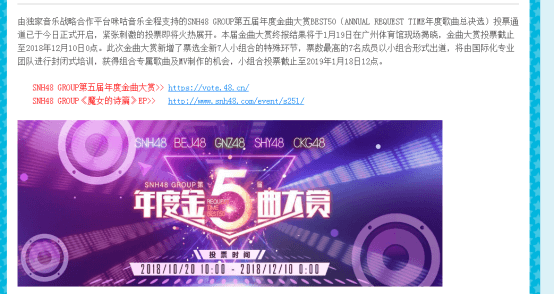 由独家音乐战略合作平台咪咕音乐全程支持的SNH48 GROUP第五届年度金曲大赏BEST50（ANNUAL REQUEST TIME年度歌曲总决选）投票通
道已于今日正式开启，紧张刺激的投票即将火热展开。本届金曲大赏终报结果将于1月19日在广州体育馆现场揭晓，金曲大赏投票截止
至2018年12月10日0点。此次金曲大赏新增了票选全新7人小组合的特殊环节，票数最高的7名成员以小组合形式出道，将由国际化专业
团队进行封闭式培训，获得组合专属歌曲及MV制作的机会，小组合投票截止至2019年1月18日12点。
SNH48 GROUP第五届年度金曲大赏>> https://vote.48.cn/
SNH48 GROUP《魔女的诗篇》EP>> http://www.snh48.com/event/s251/
SNH48 BEJ48 GNZ48 SHY48 CKG48
SNH48 GROUP第5届
年度金曲大赏
REQUEST
TIME
BEST50
投票时间
2018/10/20 10:00 - 2018/12/10 0:00